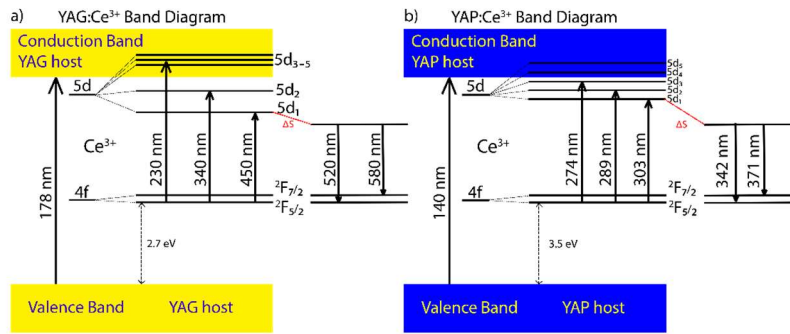 a) YAG:Ce³⁺ Band Diagram
Conduction Band
YAG host
5d₃₋₅
5d
5d₂
5d₁
ΔS
Ce³⁺
178 nm
230 nm
340 nm
450 nm
520 nm
580 nm
4f
²F₇/₂
²F₅/₂
2.7 eV
Valence Band YAG host
b) YAP:Ce³⁺ Band Diagram
Conduction Band
YAP host
5d₅
5d₄
5d₃
5d
5d₂
5d₁
ΔS
Ce³⁺
140 nm
274 nm
289 nm
303 nm
342 nm
371 nm
4f
²F₇/₂
²F₅/₂
3.5 eV
Valence Band YAP host